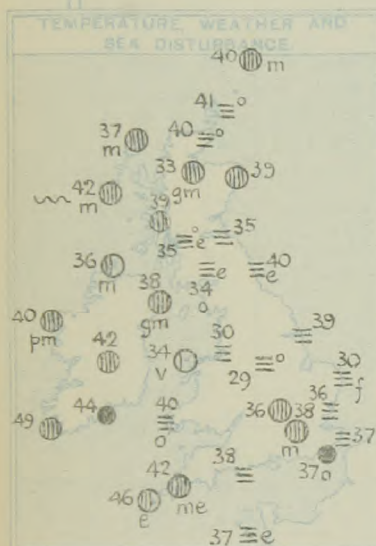 TEMPERATURE, WEATHER AND
SEA DISTURBANCE
40 m
41 o
37 m
40 o
33 gm
39
42 m
39
35 o e
35
36 m
e
40 e
38 gm
34 o
40 pm
39
42
34 v
30
29 o
30 f
36
49
44
40 o
36
38 m
37
37 o
38
42 me
46 e
37 e